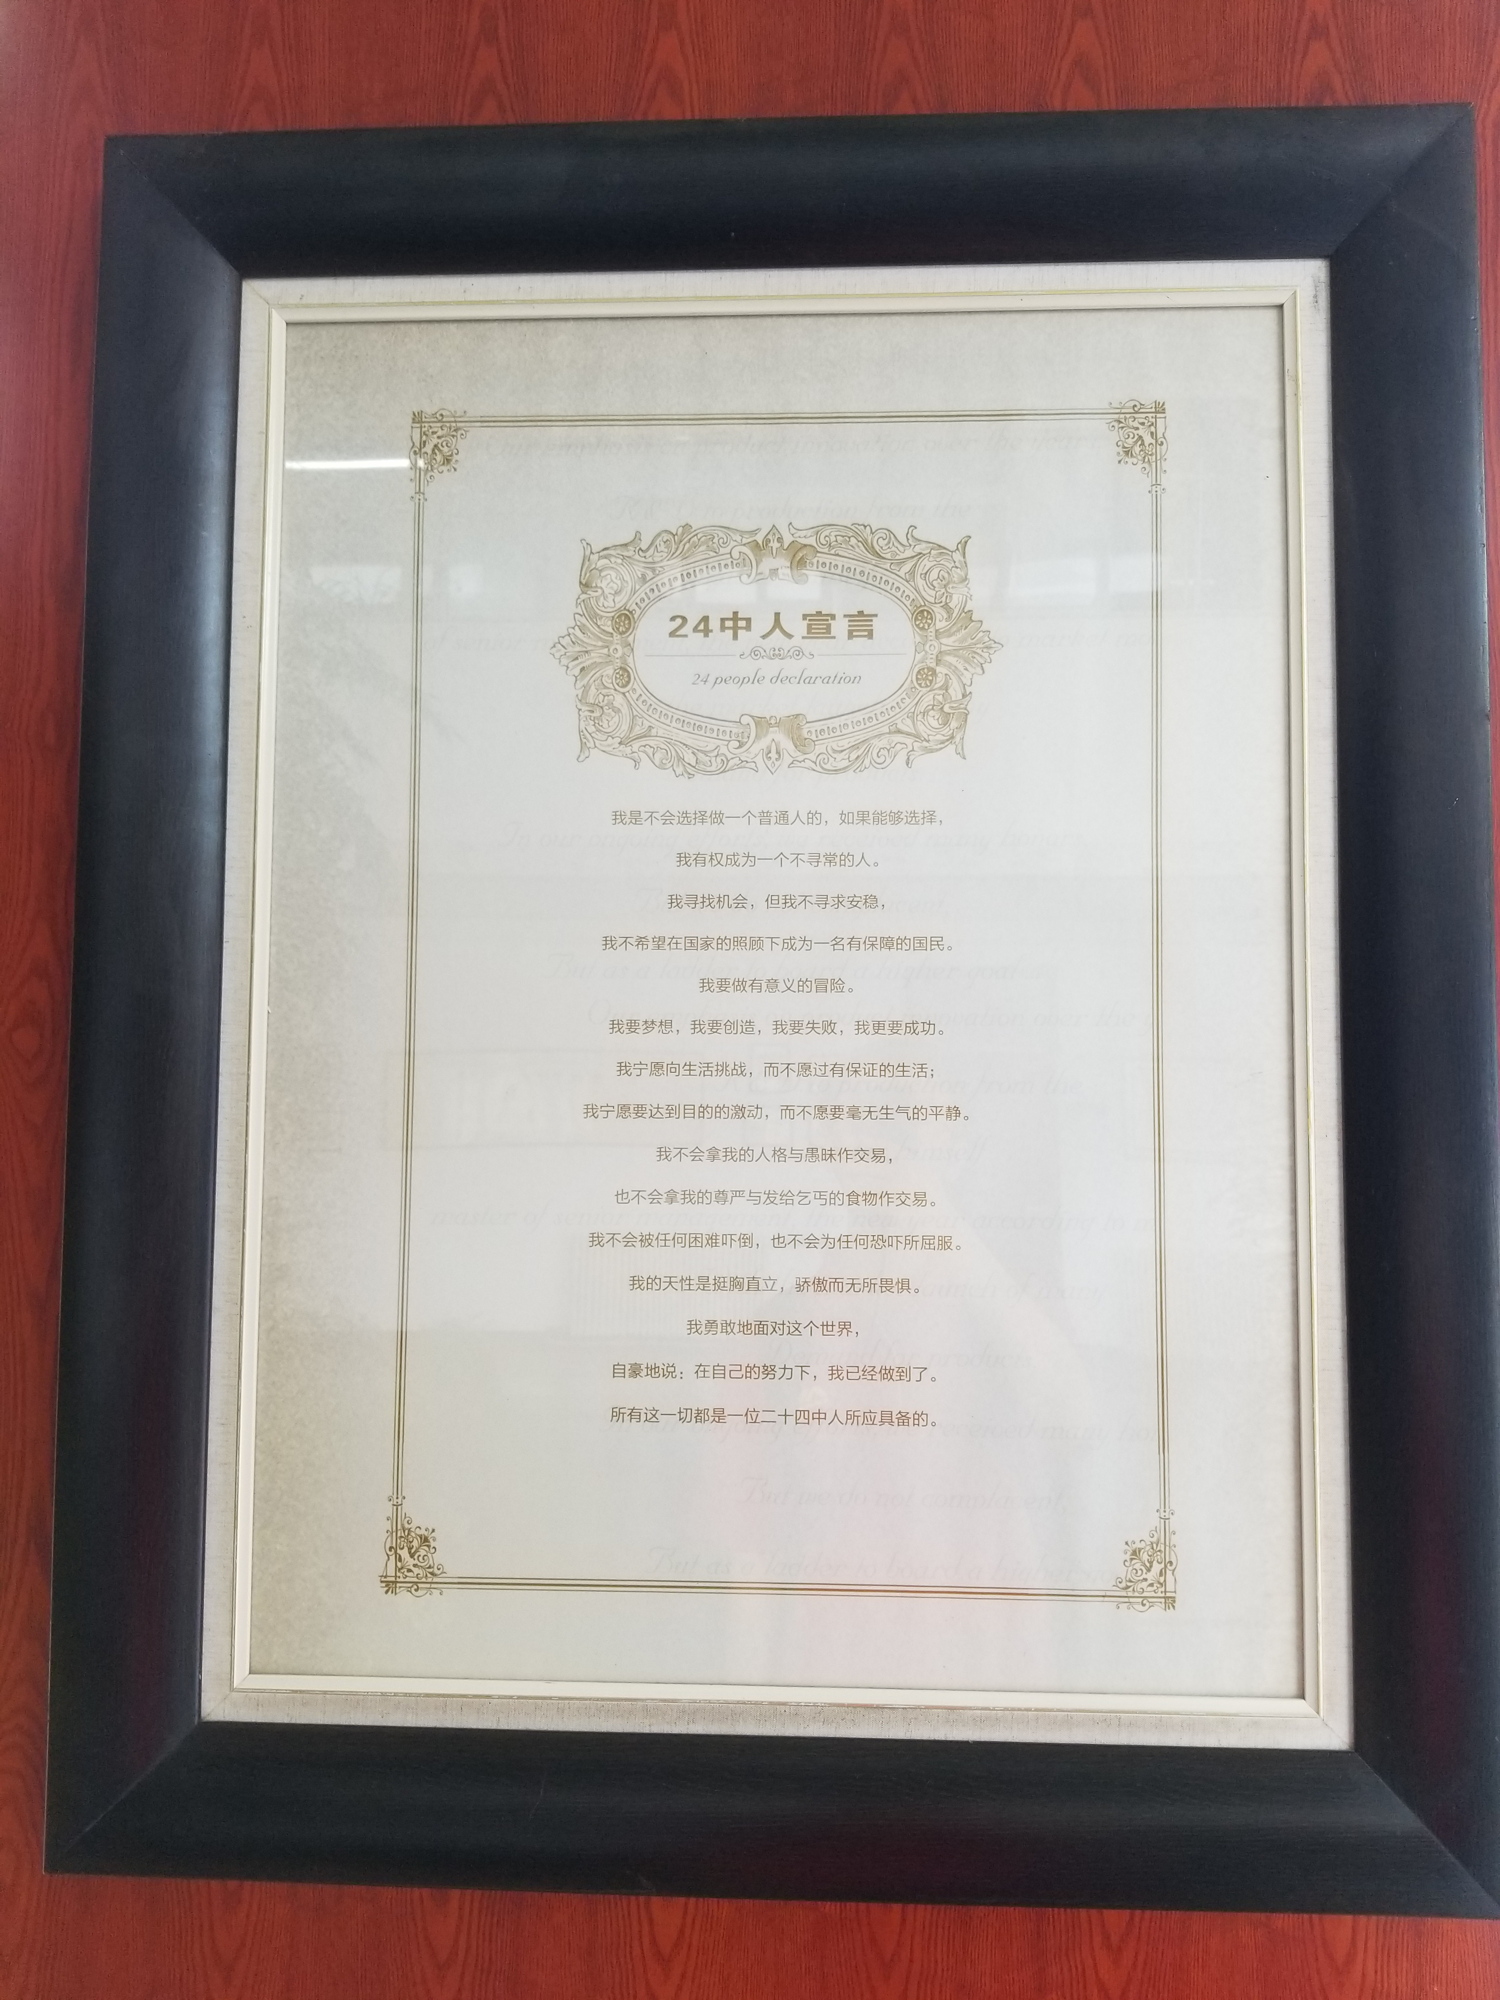 24中人宣言
24 people declaration
我是不会选择做一个普通人的，如果能够选择，
我有权成为一个不寻常的人。
我寻找机会，但我不寻求安稳，
我不希望在国家的照顾下成为一名有保障的国民。
我要做有意义的冒险。
我要梦想，我要创造，我要失败，我更要成功。
我宁愿向生活挑战，而不愿过有保证的生活；
我宁愿要达到目的的激动，而不愿要毫无生气的平静。
我不会拿我的人格与愚昧作交易，
也不会拿我的尊严与发给乞丐的食物作交易。
我不会被任何困难吓倒，也不会为任何恐吓所屈服。
我的天性是挺胸直立，骄傲而无所畏惧。
我勇敢地面对这个世界，
自豪地说：在自己的努力下，我已经做到了。
所有这一切都是一位二十四中人所应具备的。
But we do not complacent